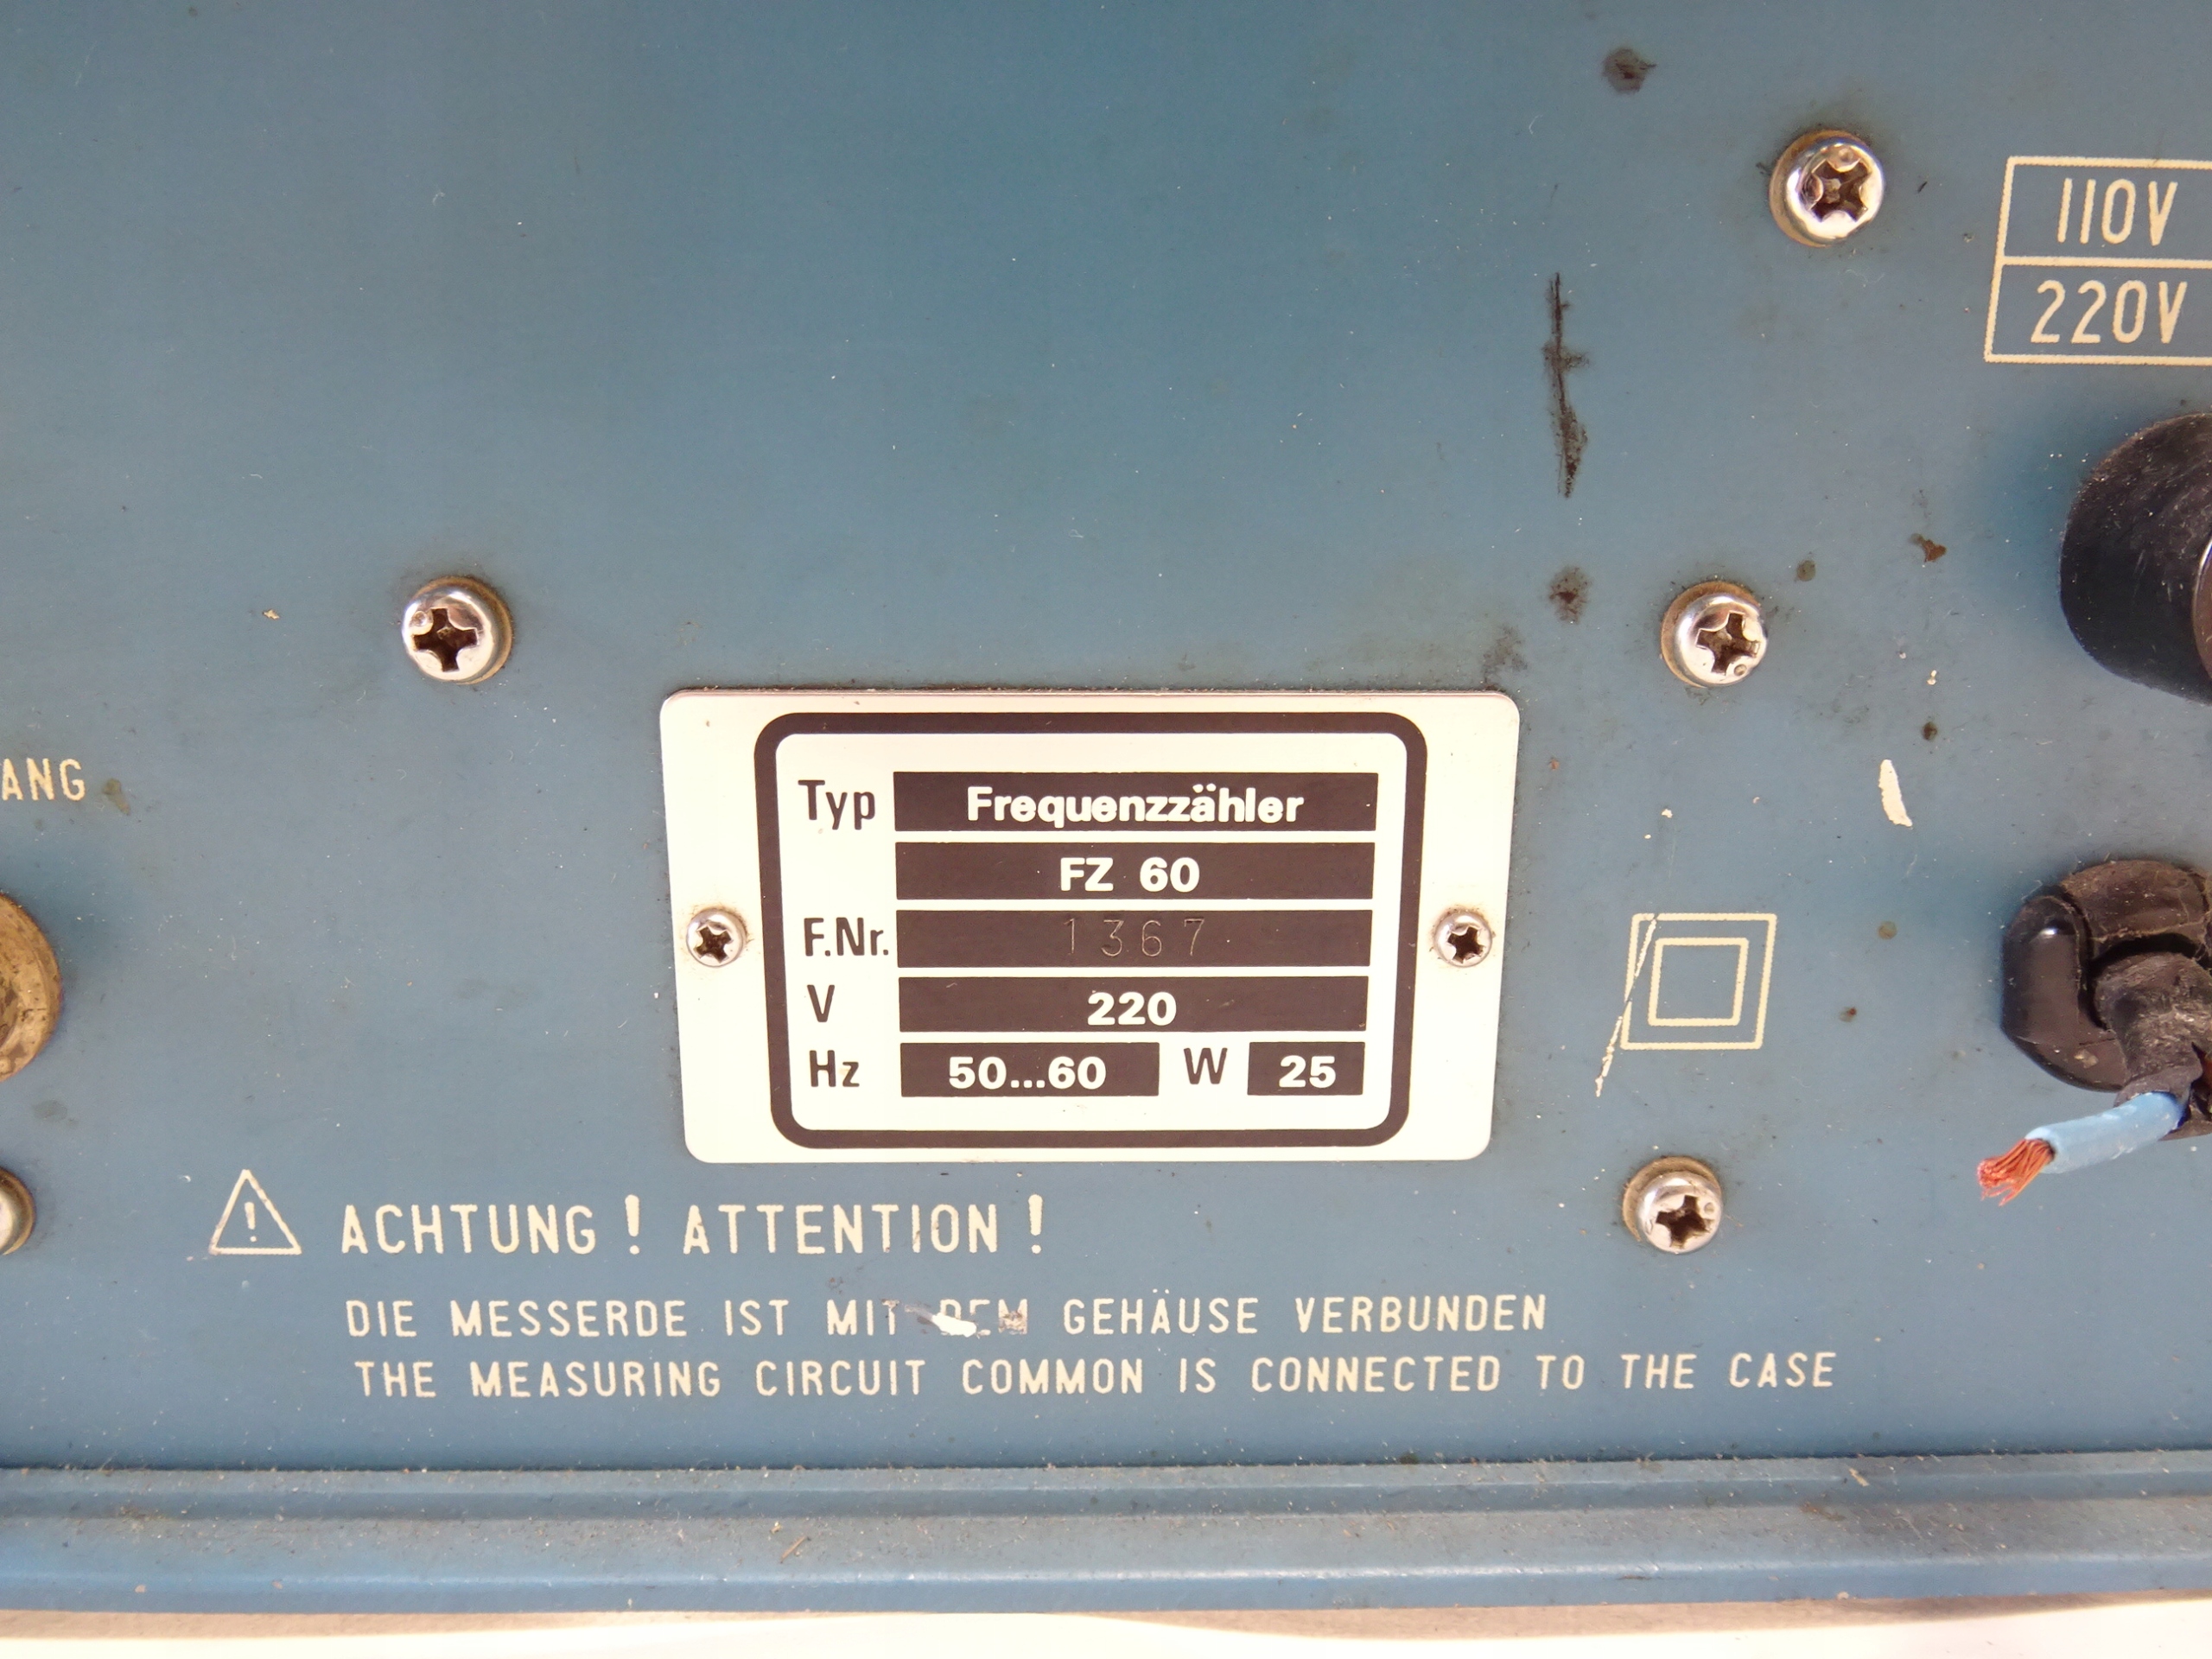 110V
220V
ANG
Typ Frequenzzähler
FZ 60
F.Nr. 1367
V 220
Hz 50...60 W 25
! ACHTUNG ! ATTENTION !
DIE MESSERDE IST MIT DEM GEHÄUSE VERBUNDEN
THE MEASURING CIRCUIT COMMON IS CONNECTED TO THE CASE